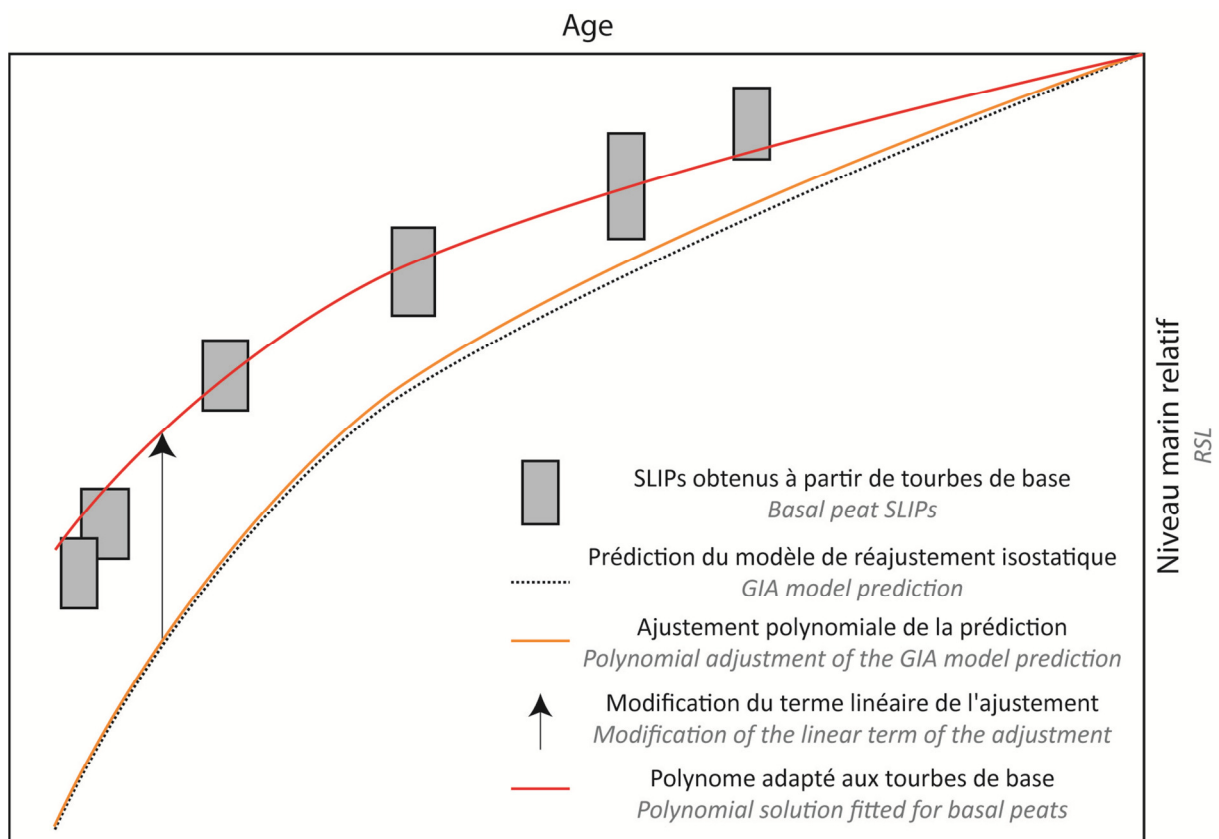 Age
Niveau marin relatif
RSL
SLIPs obtenus à partir de tourbes de base
Basal peat SLIPs
Prédiction du modèle de réajustement isostatique
GIA model prediction
Ajustement polynomiale de la prédiction
Polynomial adjustment of the GIA model prediction
Modification du terme linéaire de l'ajustement
Modification of the linear term of the adjustment
Polynome adapté aux tourbes de base
Polynomial solution fitted for basal peats